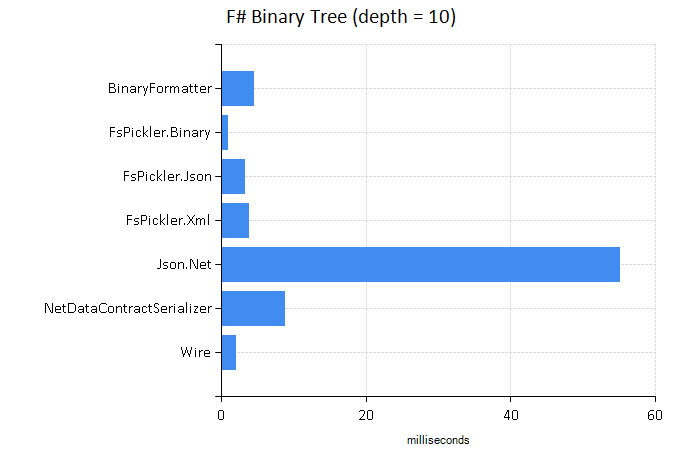 F# Binary Tree (depth = 10)
BinaryFormatter
FsPickler.Binary
FsPickler.Json
FsPickler.Xml
Json.Net
NetDataContractSerializer
Wire
0 20 40 60
milliseconds